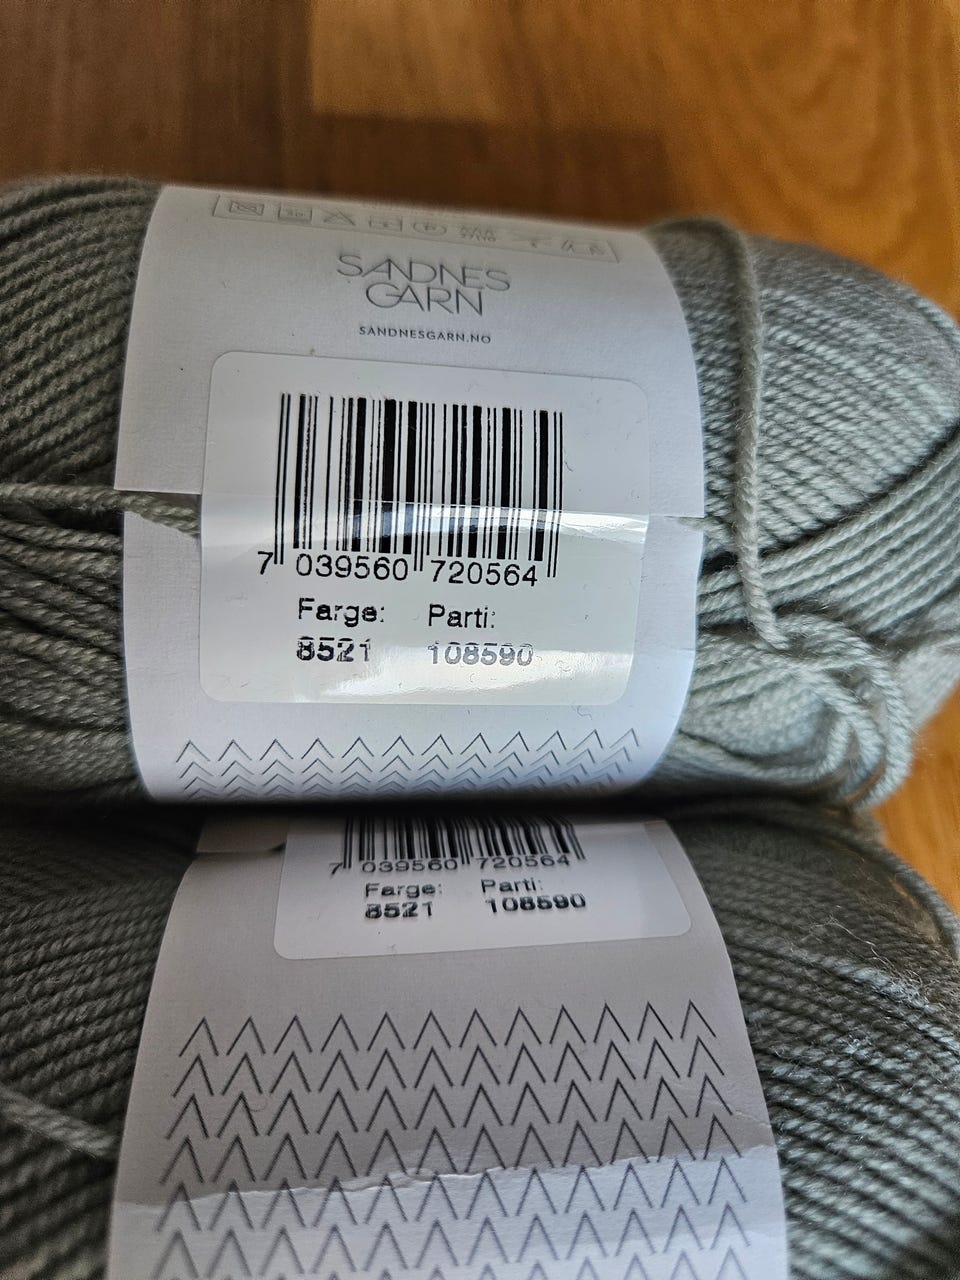 SANDNES
GARN
SANDNESGARN.NO
7 039560 720564
Farge: Parti:
8521 108590
7 039560 720564
Farge: Parti:
8521 108590